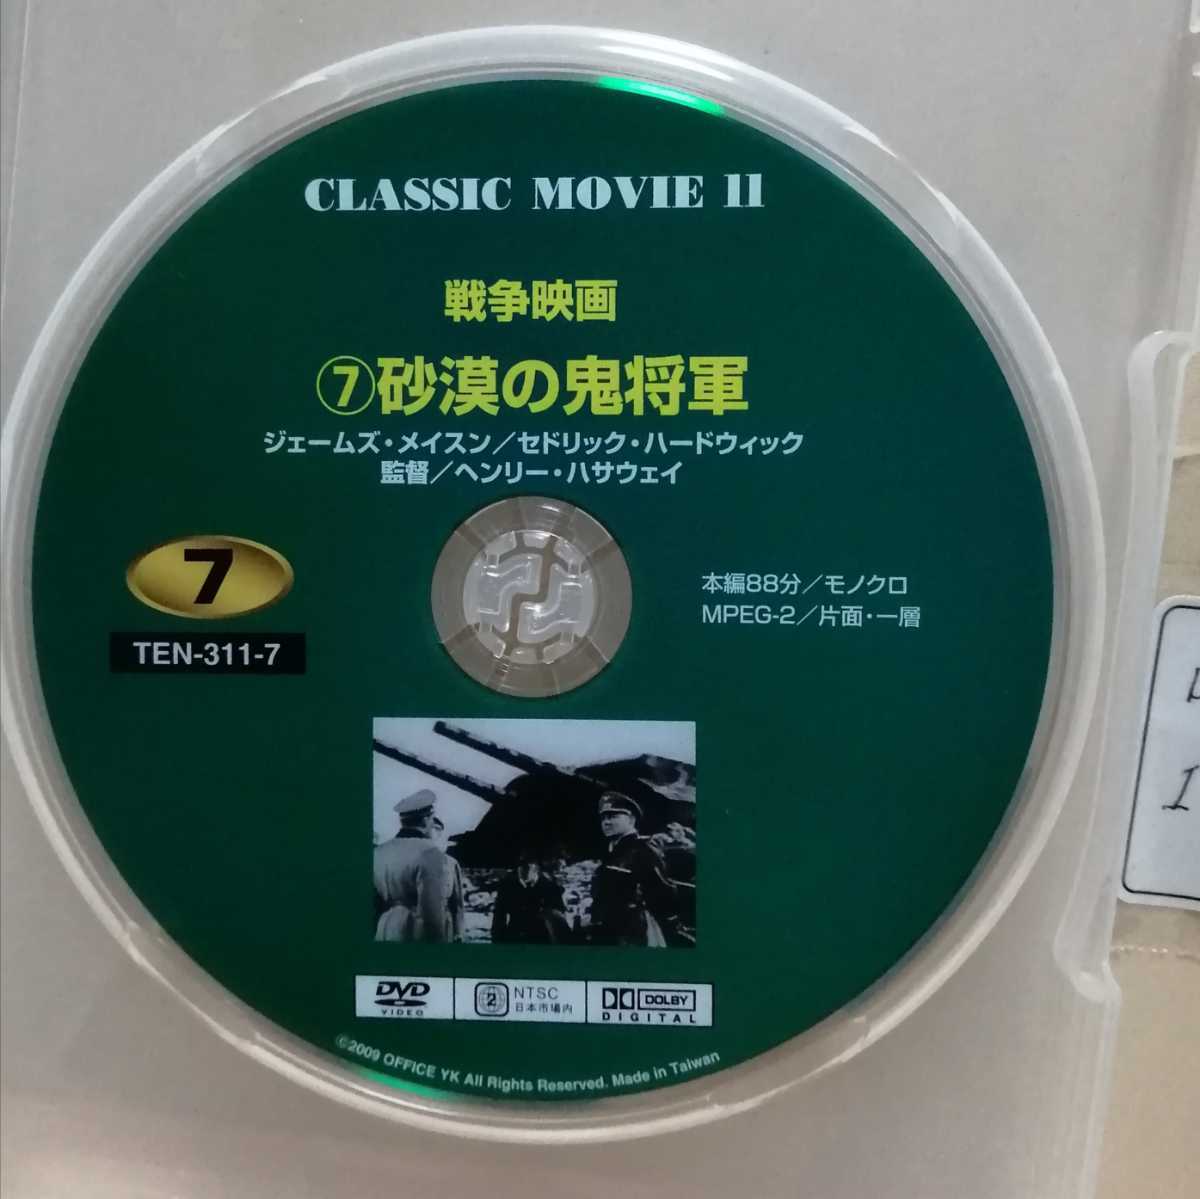 CLASSIC MOVIE 11
戦争映画
⑦砂漠の鬼将軍
ジェームズ・メイスン／セドリック・ハードウィック
監督／ヘンリー・ハサウェイ
7
TEN-311-7
本編88分／モノクロ
MPEG-2／片面・一層
DVD
VIDEO
2
NTSC
日本市場内
DOLBY
DIGITAL
©2009 OFFICE YK All Rights Reserved. Made in Taiwan
1